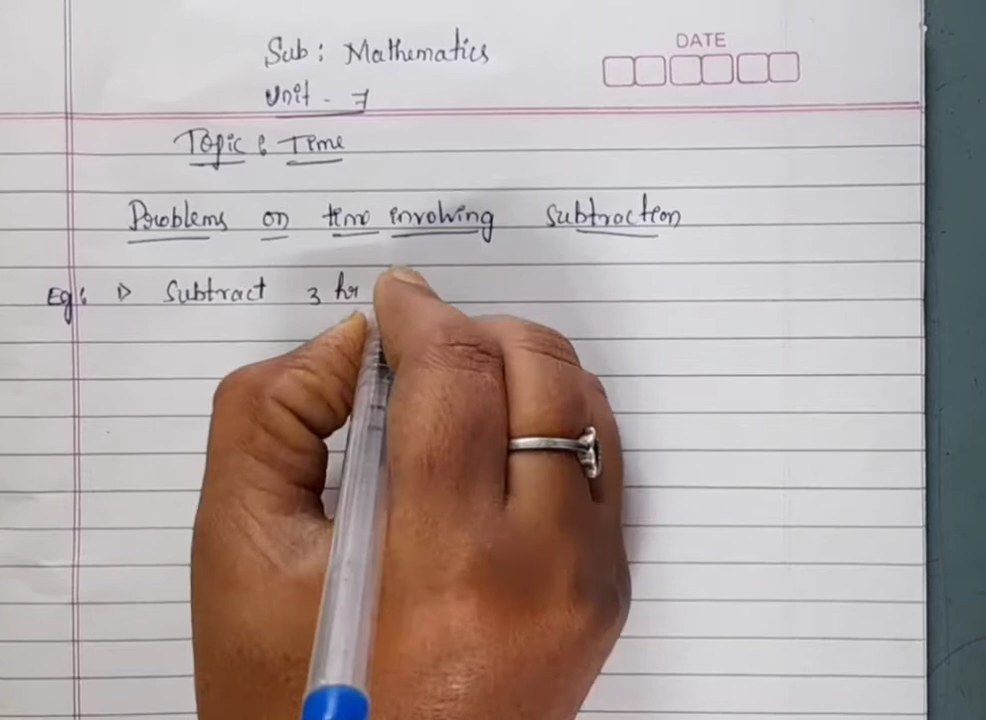 Sub : Mathematics
DATE
Unit - 7
Topic : Time
Problems on time involving subtraction
Eg: 1) Subtract 3 hr